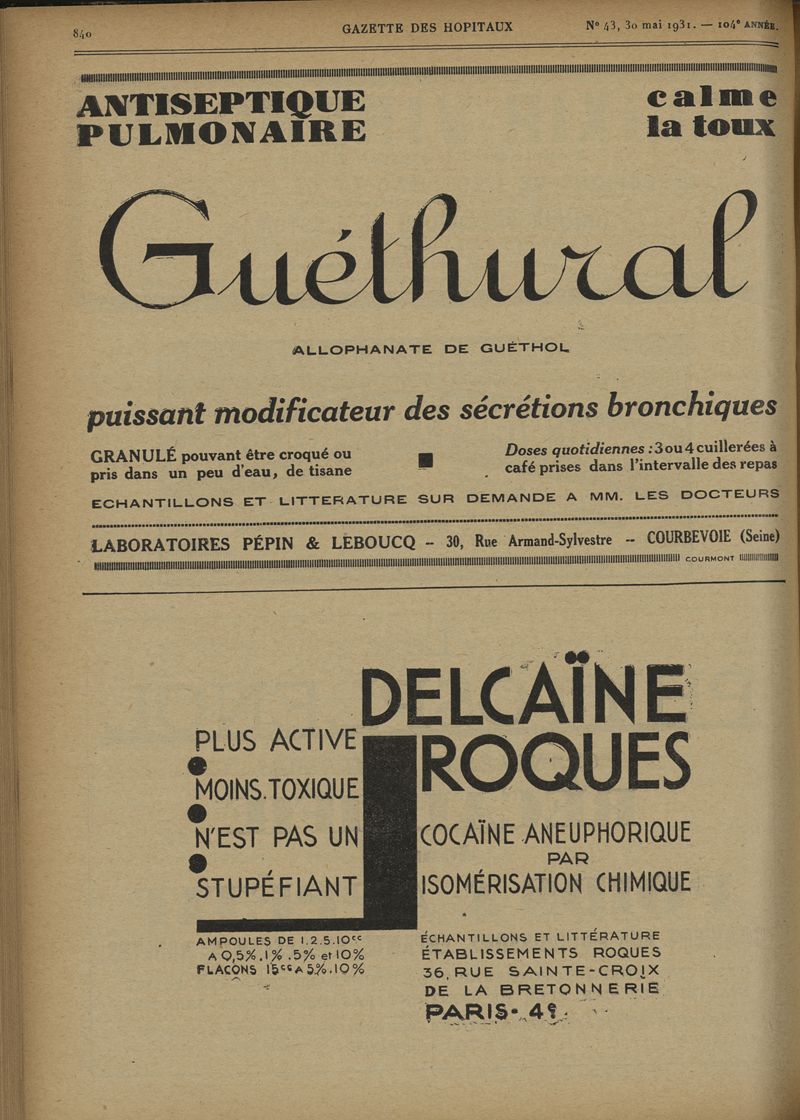 840
GAZETTE DES HOPITAUX
N° 43, 30 mai 1931. — 104e ANNÉE.
ANTISEPTIQUE
PULMONAIRE
calme
la toux
Guéthural
ALLOPHANATE DE GUÉTHOL
puissant modificateur des sécrétions bronchiques
GRANULÉ pouvant être croqué ou
pris dans un peu d'eau, de tisane
Doses quotidiennes : 3 ou 4 cuillerées à
café prises dans l'intervalle des repas
ECHANTILLONS ET LITTERATURE SUR DEMANDE A MM. LES DOCTEURS
LABORATOIRES PÉPIN & LEBOUCQ -- 30, Rue Armand-Sylvestre -- COURBEVOIE (Seine)
COURMONT
DELCAÏNE
ROQUES
PLUS ACTIVE
MOINS.TOXIQUE
N'EST PAS UN
STUPÉFIANT
COCAÏNE ANEUPHORIQUE
PAR
ISOMÉRISATION CHIMIQUE
AMPOULES DE 1.2.5.10cc
A 0,5%.1%.5% et 10%
FLACONS 15cc A 5%.10%
ÉCHANTILLONS ET LITTÉRATURE
ÉTABLISSEMENTS ROQUES
36, RUE SAINTE-CROIX
DE LA BRETONNERIE
PARIS. 4e.